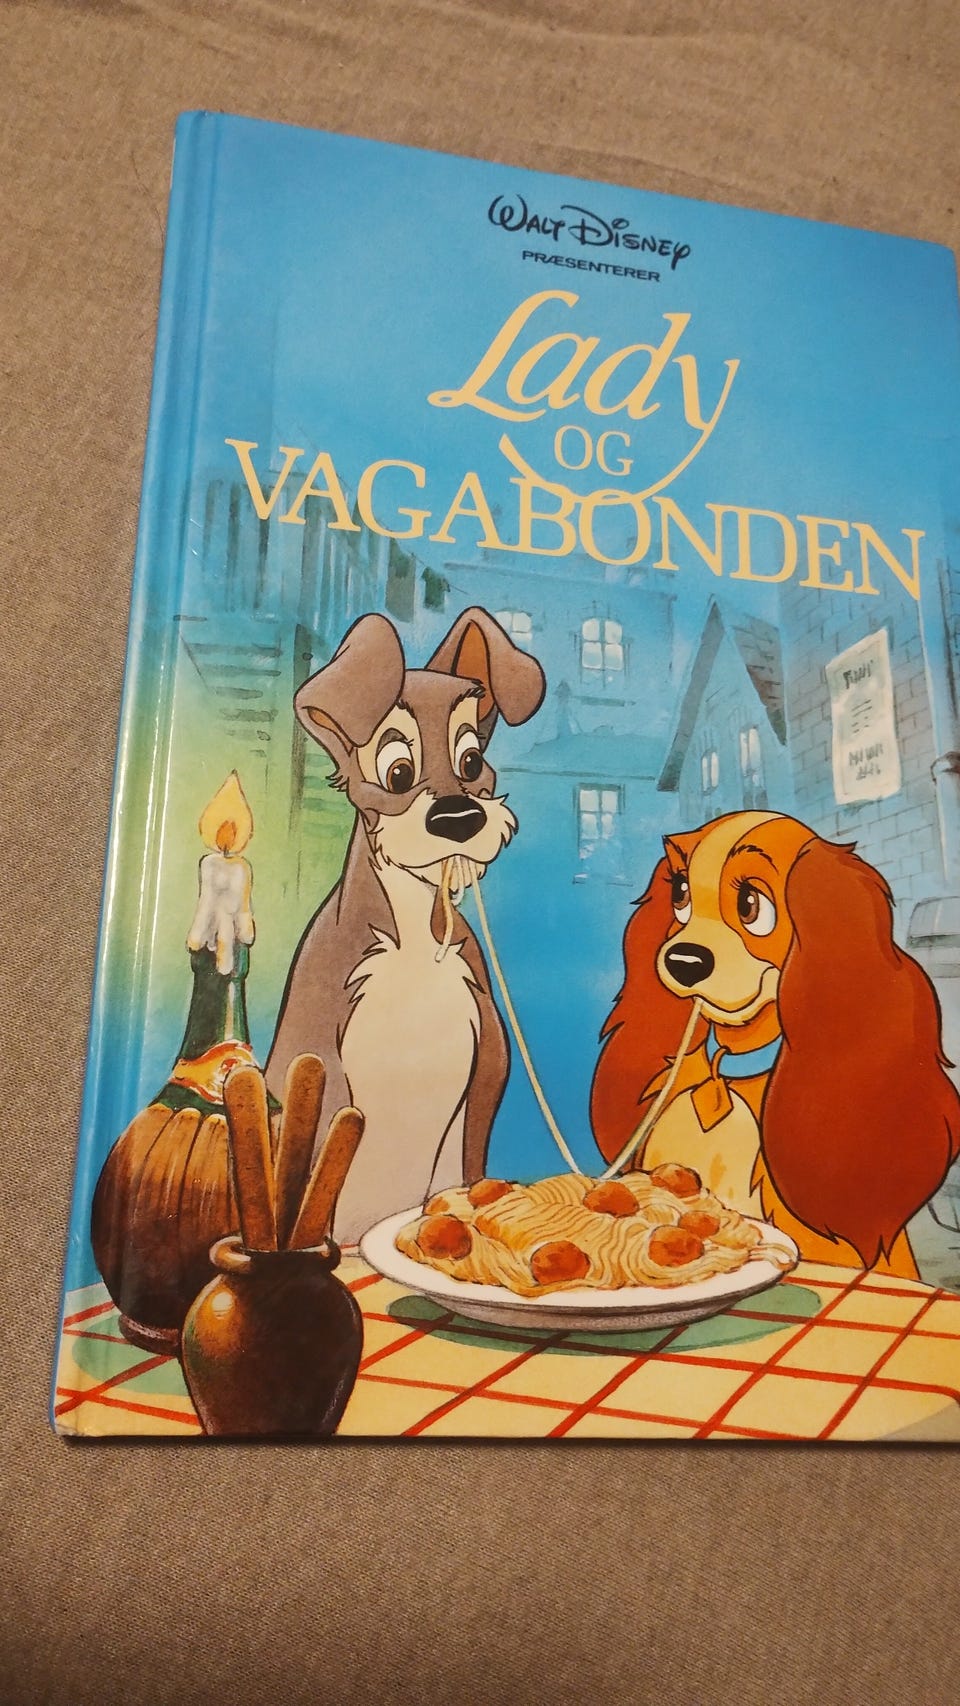 WALT DISNEY
PRÆSENTERER
Lady
OG
VAGABONDEN